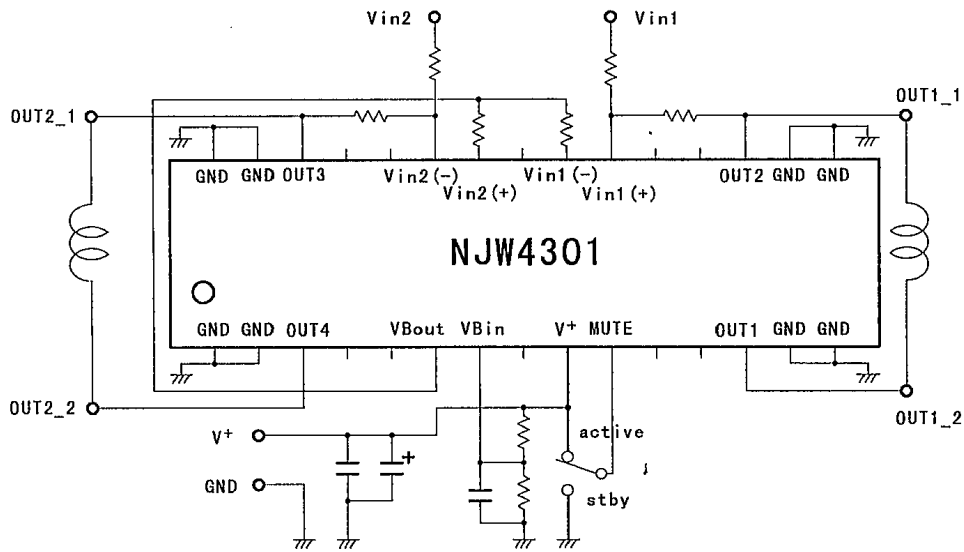 Vin2 Vin1
OUT2_1 OUT1_1
GND GND OUT3 Vin2(-) Vin1(-) OUT2 GND GND
Vin2(+) Vin1(+)
NJW4301
GND GND OUT4 VBout VBin V+ MUTE OUT1 GND GND
OUT2_2 OUT1_2
V+ + active
GND stby